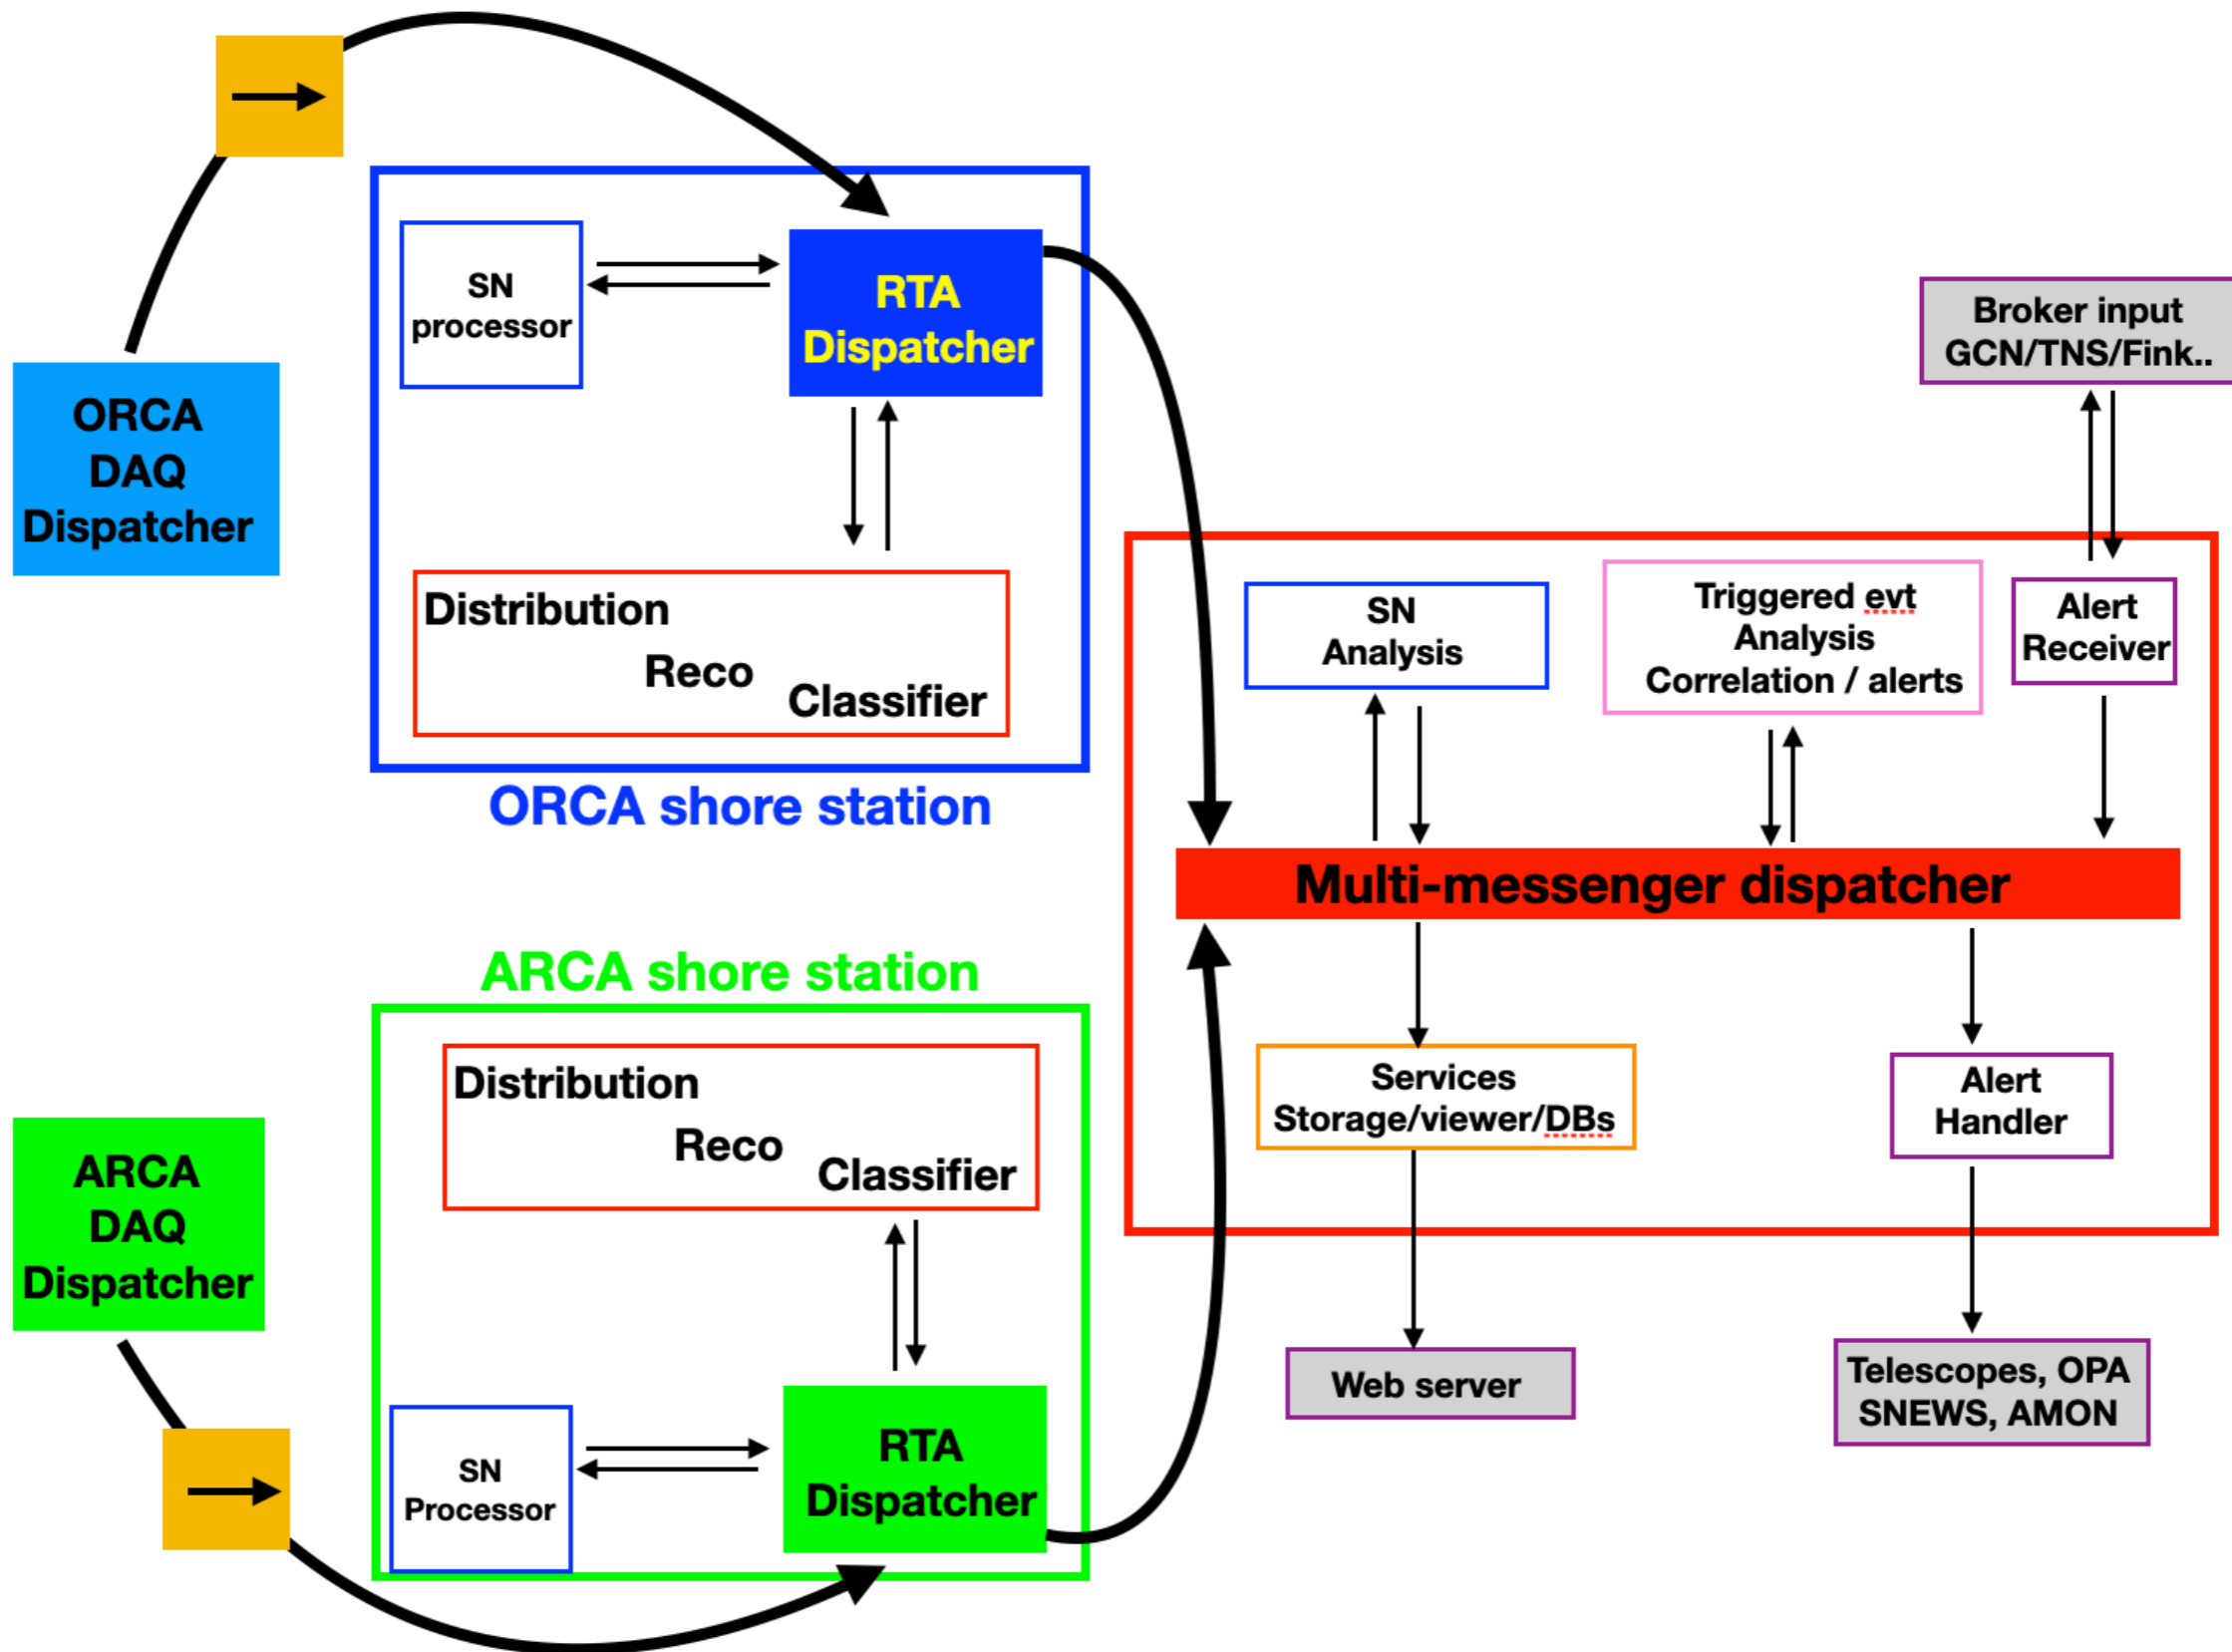 ORCA
DAQ
Dispatcher
SN
processor
RTA
Dispatcher
Distribution
Reco
Classifier
ORCA shore station
ARCA shore station
Distribution
Reco
Classifier
ARCA
DAQ
Dispatcher
SN
Processor
RTA
Dispatcher
Broker input
GCN/TNS/Fink..
SN
Analysis
Triggered evt
Analysis
Correlation / alerts
Alert
Receiver
Multi-messenger dispatcher
Services
Storage/viewer/DBs
Alert
Handler
Web server
Telescopes, OPA
SNEWS, AMON